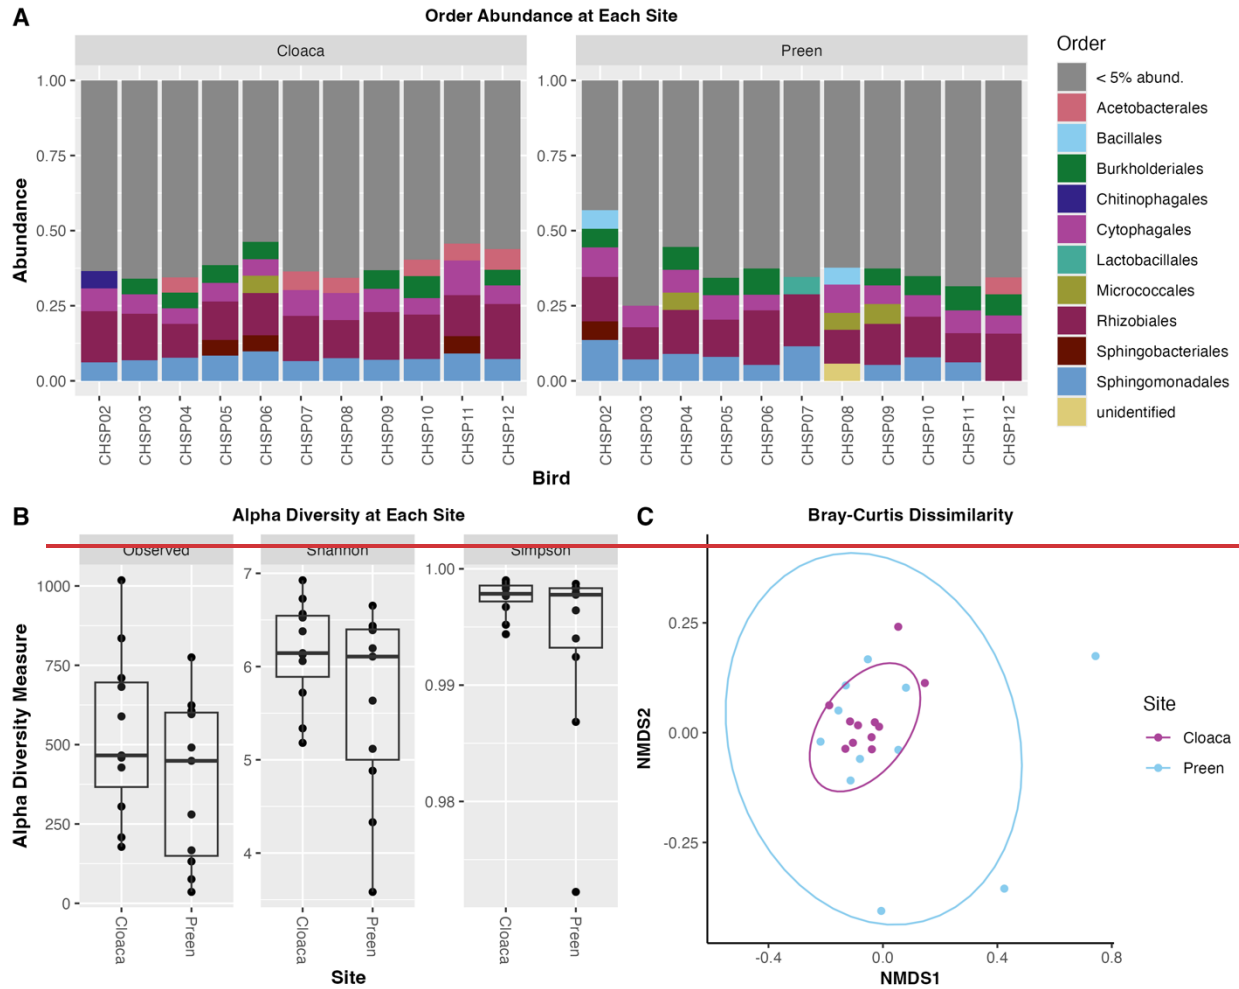 A
Order Abundance at Each Site
Cloaca
Preen
Abundance
1.00
0.75
0.50
0.25
0.00
1.00
0.75
0.50
0.25
0.00
CHSP02
CHSP03
CHSP04
CHSP05
CHSP06
CHSP07
CHSP08
CHSP09
CHSP10
CHSP11
CHSP12
CHSP02
CHSP03
CHSP04
CHSP05
CHSP06
CHSP07
CHSP08
CHSP09
CHSP10
CHSP11
CHSP12
Bird
Order
< 5% abund.
Acetobacterales
Bacillales
Burkholderiales
Chitinophagales
Cytophagales
Lactobacillales
Micrococcales
Rhizobiales
Sphingobacteriales
Sphingomonadales
unidentified
B
Alpha Diversity at Each Site
Observed
Shannon
Simpson
Alpha Diversity Measure
1000
750
500
250
0
7
6
5
4
1.00
0.99
0.98
Cloaca
Preen
Cloaca
Preen
Cloaca
Preen
Site
C
Bray-Curtis Dissimilarity
NMDS2
0.25
0.00
-0.25
-0.4
0.0
0.4
0.8
NMDS1
Site
Cloaca
Preen